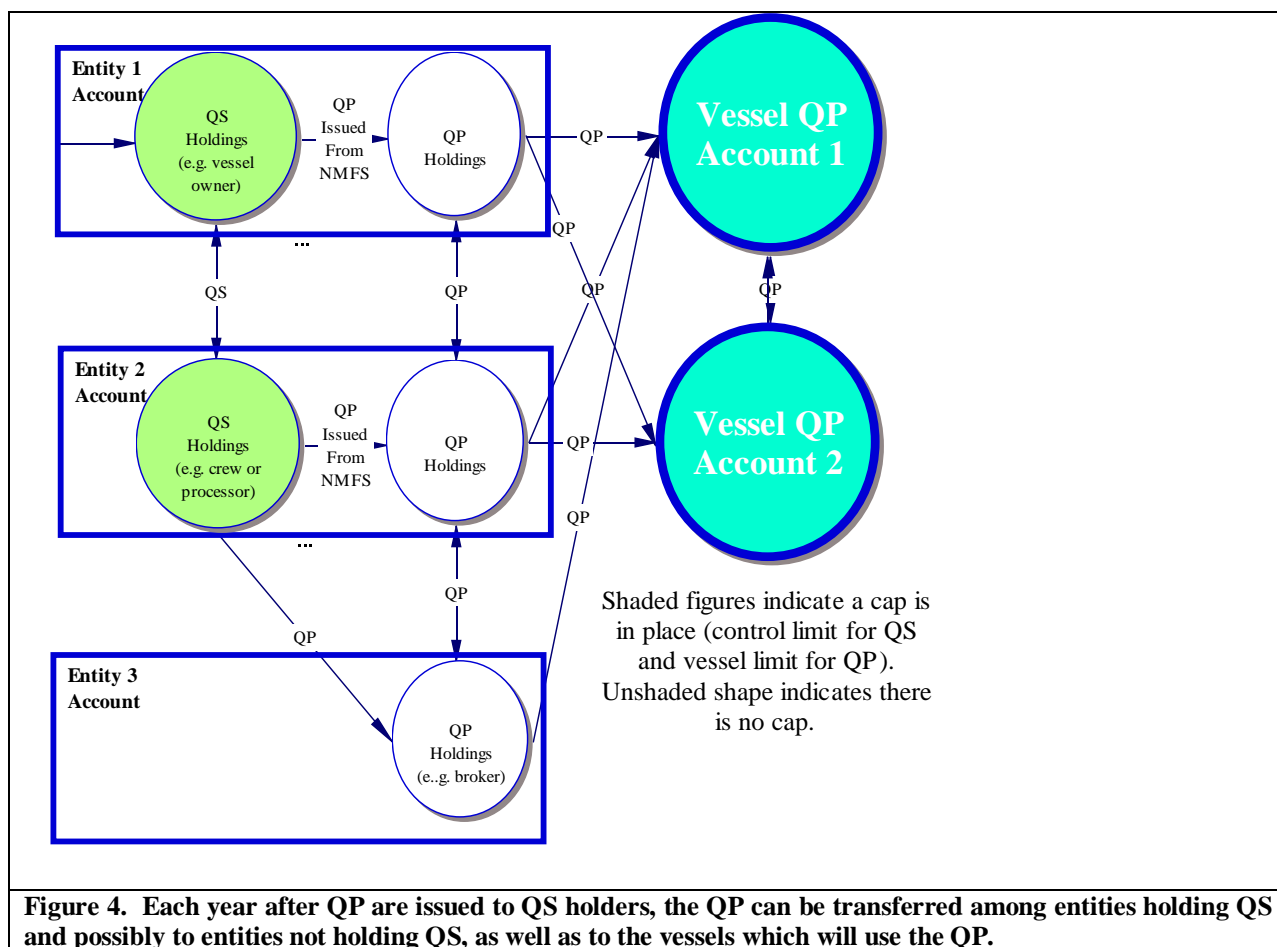 Entity 1
Account
QS
Holdings
(e.g. vessel
owner)
QP
Issued
From
NMFS
QP
Holdings
QP
QP
Vessel QP
Account 1
...
QS
QP
QP
QP
Entity 2
Account
QS
Holdings
(e.g. crew or
processor)
QP
Issued
From
NMFS
QP
Holdings
QP
QP
Vessel QP
Account 2
...
QP
QP
Entity 3
Account
QP
Holdings
(e..g. broker)
Shaded figures indicate a cap is
in place (control limit for QS
and vessel limit for QP).
Unshaded shape indicates there
is no cap.
Figure 4. Each year after QP are issued to QS holders, the QP can be transferred among entities holding QS
and possibly to entities not holding QS, as well as to the vessels which will use the QP.